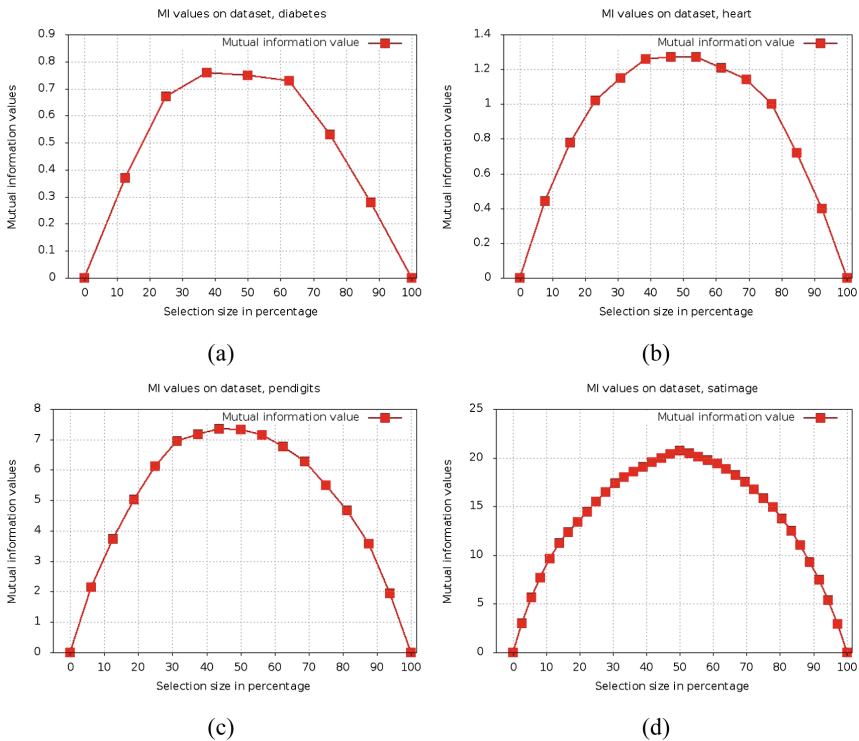 MI values on dataset, diabetes
Mutual information value
Mutual information values
0.9
0.8
0.7
0.6
0.5
0.4
0.3
0.2
0.1
0
0 10 20 30 40 50 60 70 80 90 100
Selection size in percentage
(a)
MI values on dataset, heart
Mutual information value
Mutual information values
1.4
1.2
1
0.8
0.6
0.4
0.2
0
0 10 20 30 40 50 60 70 80 90 100
Selection size in percentage
(b)
MI values on dataset, pendigits
Mutual information value
Mutual information values
8
7
6
5
4
3
2
1
0
0 10 20 30 40 50 60 70 80 90 100
Selection size in percentage
(c)
MI values on dataset, satimage
Mutual information value
Mutual information values
25
20
15
10
5
0
0 10 20 30 40 50 60 70 80 90 100
Selection size in percentage
(d)